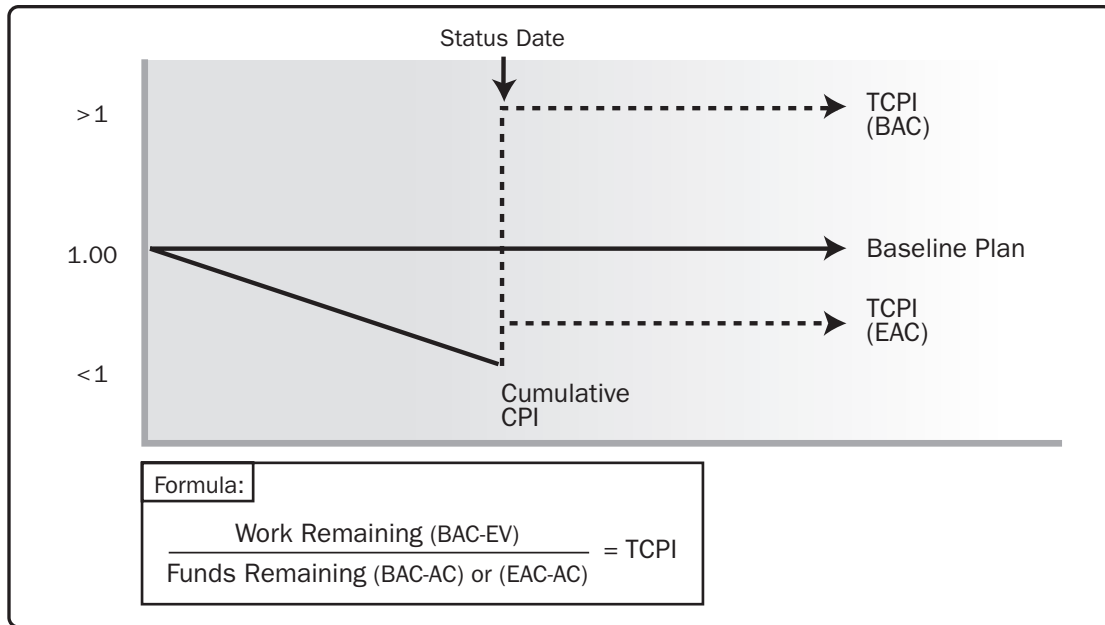 Status Date
>1
TCPI
(BAC)
1.00
Baseline Plan
TCPI
(EAC)
<1
Cumulative
CPI
Formula:
Work Remaining (BAC-EV)
Funds Remaining (BAC-AC) or (EAC-AC)
= TCPI